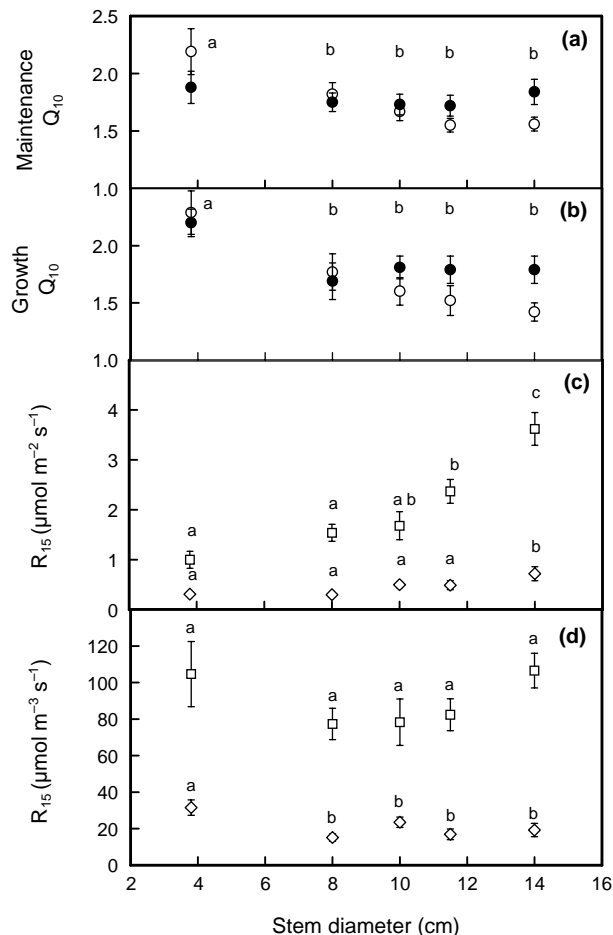 2.5
(a)
a
b b b b
2.0
Maintenance
Q10
1.5
1.0
(b)
a
b b b b
2.0
Growth
Q10
1.5
1.0
(c)
c
4
R15 (μmol m−2 s−1)
3
b
2
a
a b
a
1
a
a
a
a
b
0
(d)
120
a
a
a
a
a
100
R15 (μmol m−3 s−1)
80
60
40
a
b
b
b
b
20
0
2 4 6 8 10 12 14 16
Stem diameter (cm)